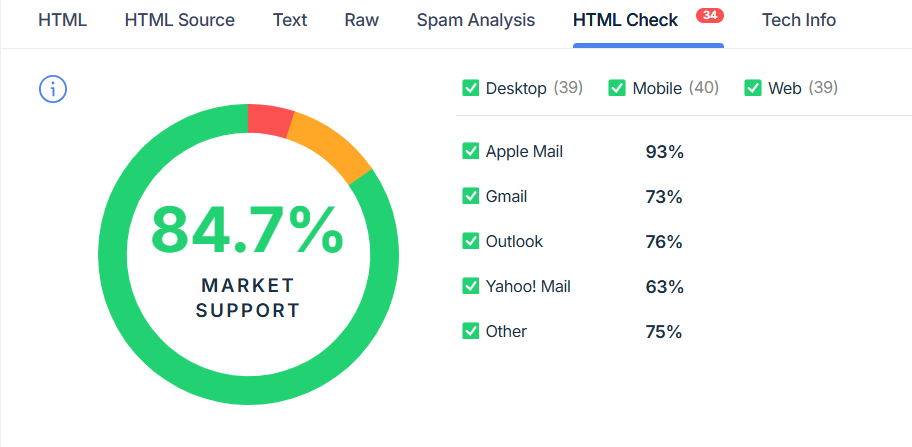 HTML HTML Source Text Raw Spam Analysis HTML Check 34 Tech Info
Desktop (39) Mobile (40) Web (39)
84.7%
MARKET
SUPPORT
Apple Mail 93%
Gmail 73%
Outlook 76%
Yahoo! Mail 63%
Other 75%